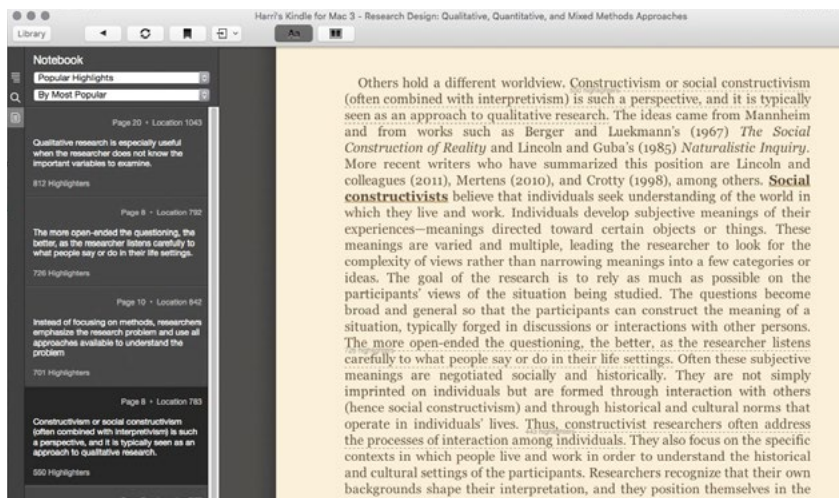 Harri's Kindle for Mac 3 - Research Design: Qualitative, Quantitative, and Mixed Methods Approaches
Library
Aa
Notebook
Popular Highlights
By Most Popular
Page 20 • Location 1043
Qualitative research is especially useful
when the researcher does not know the
important variables to examine.
812 Highlighters
Page 8 • Location 792
The more open-ended the questioning, the
better, as the researcher listens carefully to
what people say or do in their life settings.
726 Highlighters
Page 10 • Location 842
Instead of focusing on methods, researchers
emphasize the research problem and use all
approaches available to understand the
problem
701 Highlighters
Page 8 • Location 783
Constructivism or social constructivism
(often combined with interpretivism) is such
a perspective, and it is typically seen as an
approach to qualitative research.
550 Highlighters
Others hold a different worldview. Constructivism or social constructivism
(often combined with interpretivism) is such a perspective, and it is typically
seen as an approach to qualitative research. The ideas came from Mannheim
and from works such as Berger and Luekmann's (1967) The Social
Construction of Reality and Lincoln and Guba's (1985) Naturalistic Inquiry.
More recent writers who have summarized this position are Lincoln and
colleagues (2011), Mertens (2010), and Crotty (1998), among others. Social
constructivists believe that individuals seek understanding of the world in
which they live and work. Individuals develop subjective meanings of their
experiences—meanings directed toward certain objects or things. These
meanings are varied and multiple, leading the researcher to look for the
complexity of views rather than narrowing meanings into a few categories or
ideas. The goal of the research is to rely as much as possible on the
participants' views of the situation being studied. The questions become
broad and general so that the participants can construct the meaning of a
situation, typically forged in discussions or interactions with other persons.
The more open-ended the questioning, the better, as the researcher listens
carefully to what people say or do in their life settings. Often these subjective
meanings are negotiated socially and historically. They are not simply
imprinted on individuals but are formed through interaction with others
(hence social constructivism) and through historical and cultural norms that
operate in individuals' lives. Thus, constructivist researchers often address
the processes of interaction among individuals. They also focus on the specific
contexts in which people live and work in order to understand the historical
and cultural settings of the participants. Researchers recognize that their own
backgrounds shape their interpretation, and they position themselves in the